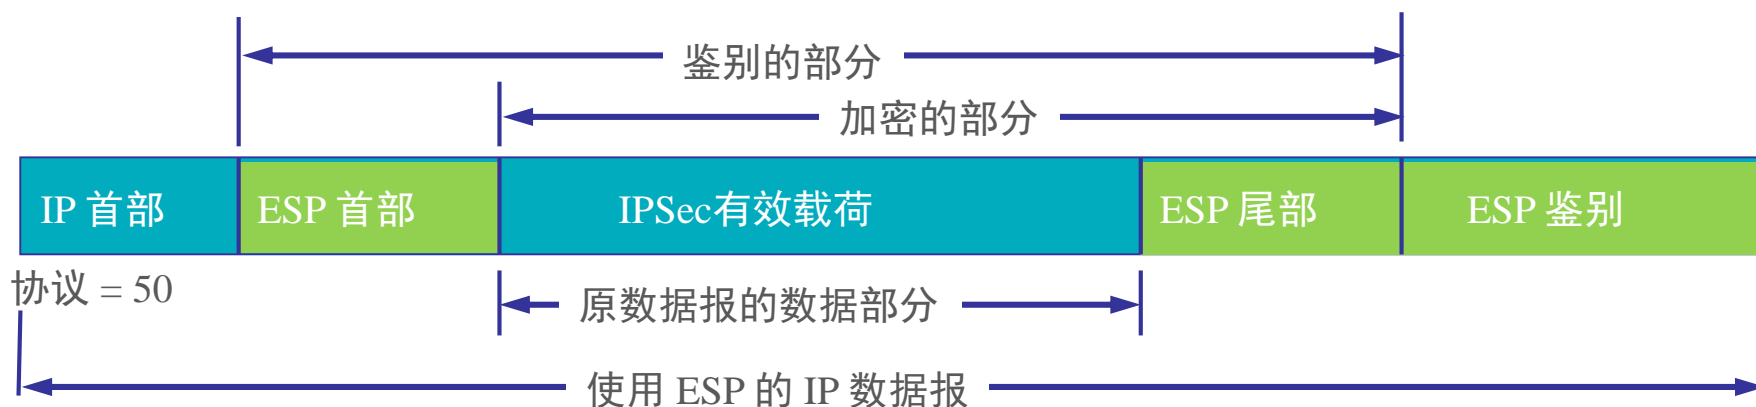 鉴别的部分
加密的部分
IP 首部 ESP 首部 IPSec有效载荷 ESP 尾部 ESP 鉴别
协议 = 50
原数据报的数据部分
使用 ESP 的 IP 数据报